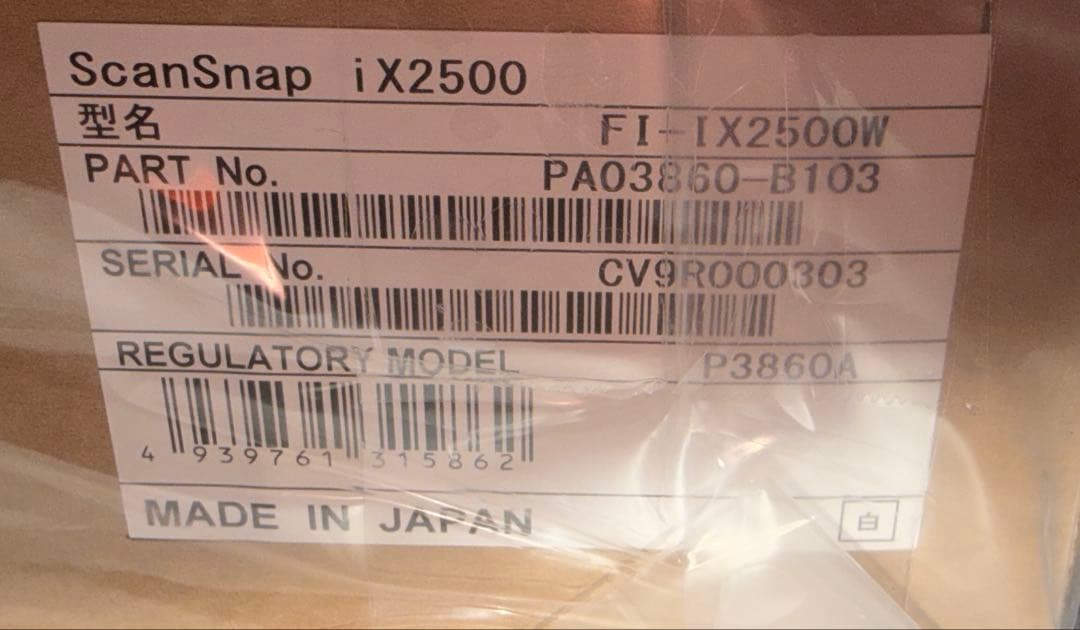 ScanSnap iX2500
型名 FI-IX2500W
PART No. PA03860-B103
SERIAL No. CV9R000303
REGULATORY MODEL P3860A
4 939761 315862
MADE IN JAPAN 白